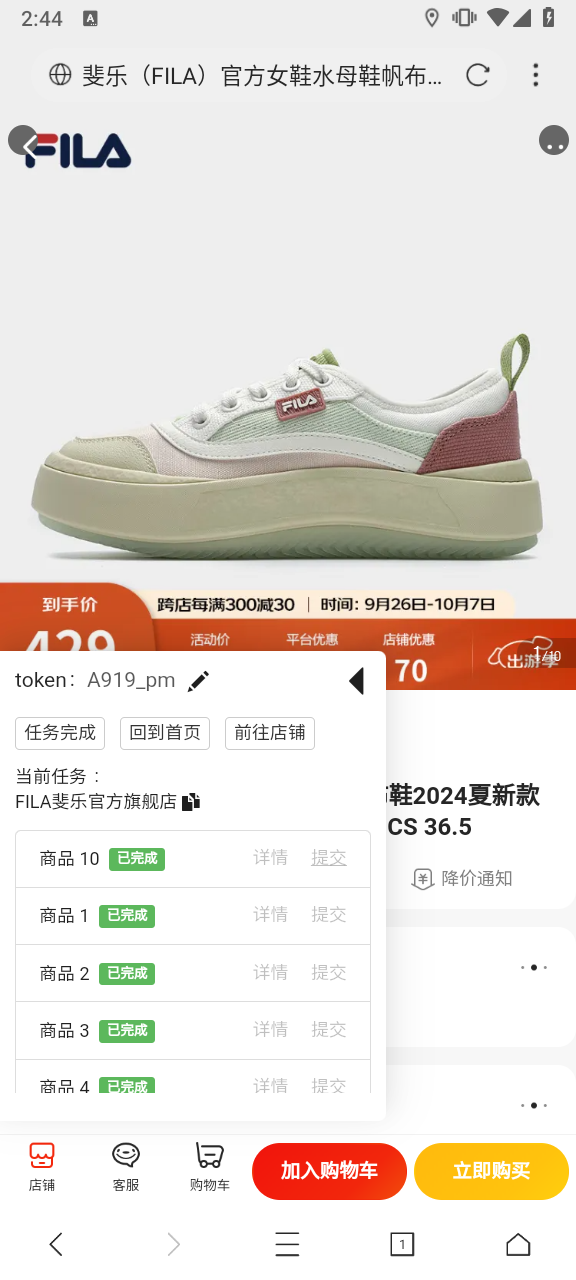 2:44
A
斐乐（FILA）官方女鞋水母鞋帆布...
FILA
FILA
到手价
跨店每满300减30 | 时间：9月26日-10月7日
429
活动价
平台优惠
店铺优惠
70
出游季
1/10
token： A919_pm
任务完成
回到首页
前往店铺
当前任务：
FILA斐乐官方旗舰店
商品 10 已完成 详情 提交
商品 1 已完成 详情 提交
商品 2 已完成 详情 提交
商品 3 已完成 详情 提交
商品 4 已完成 详情 提交
鞋2024夏新款
CS 36.5
降价通知
店铺
客服
购物车
加入购物车
立即购买
1